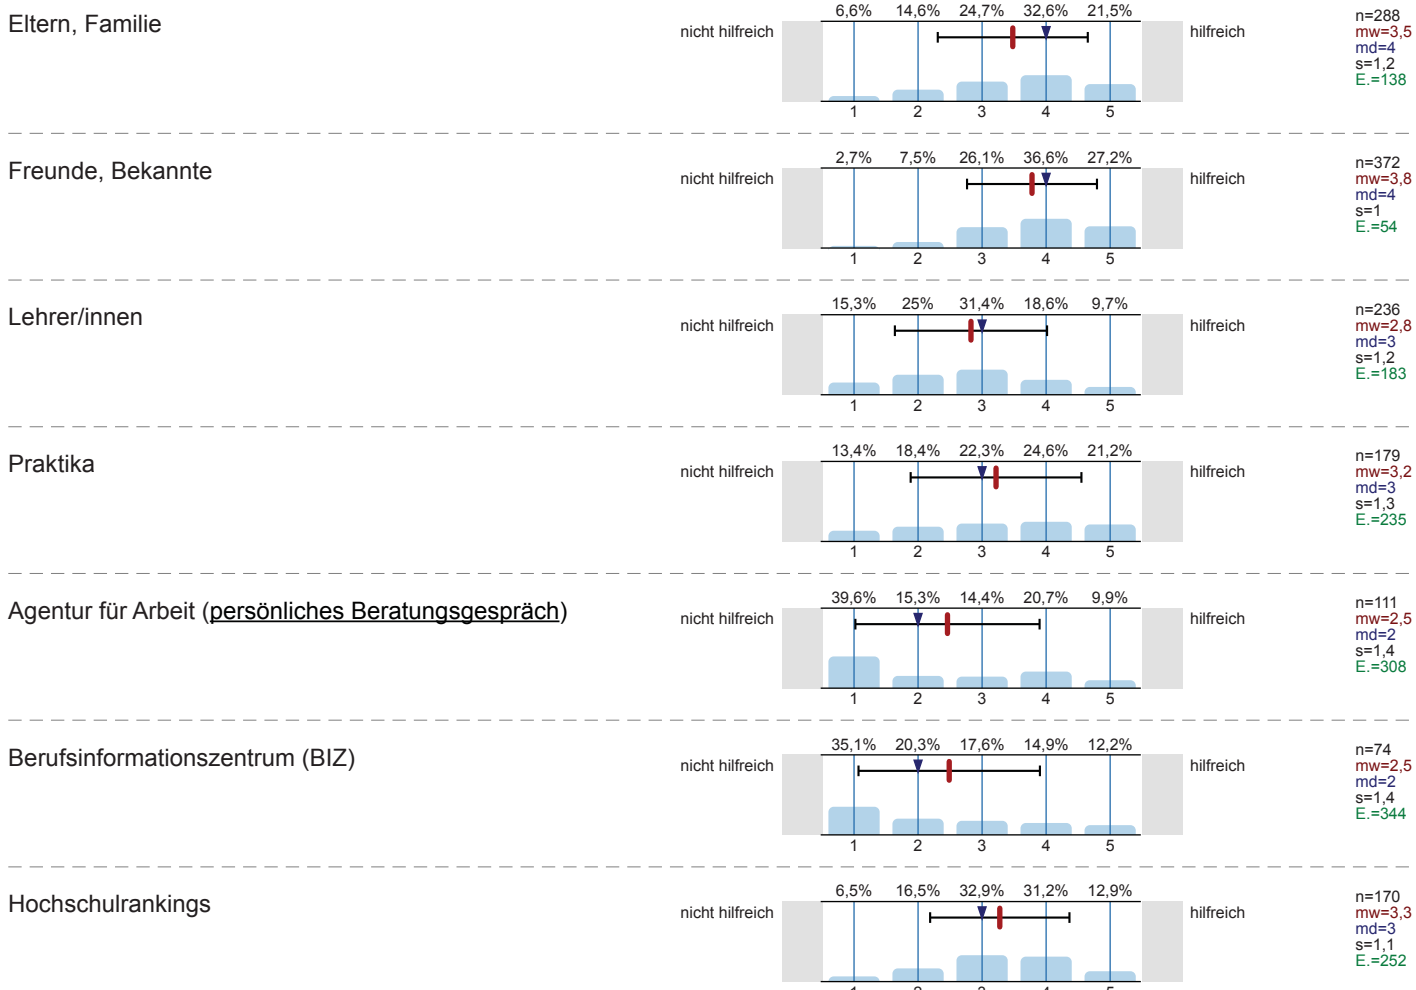 Eltern, Familie
nicht hilfreich
6,6% 14,6% 24,7% 32,6% 21,5%
1 2 3 4 5
hilfreich
n=288
mw=3,5
md=4
s=1,2
E.=138
Freunde, Bekannte
nicht hilfreich
2,7% 7,5% 26,1% 36,6% 27,2%
1 2 3 4 5
hilfreich
n=372
mw=3,8
md=4
s=1
E.=54
Lehrer/innen
nicht hilfreich
15,3% 25% 31,4% 18,6% 9,7%
1 2 3 4 5
hilfreich
n=236
mw=2,8
md=3
s=1,2
E.=183
Praktika
nicht hilfreich
13,4% 18,4% 22,3% 24,6% 21,2%
1 2 3 4 5
hilfreich
n=179
mw=3,2
md=3
s=1,3
E.=235
Agentur für Arbeit (persönliches Beratungsgespräch)
nicht hilfreich
39,6% 15,3% 14,4% 20,7% 9,9%
1 2 3 4 5
hilfreich
n=111
mw=2,5
md=2
s=1,4
E.=308
Berufsinformationszentrum (BIZ)
nicht hilfreich
35,1% 20,3% 17,6% 14,9% 12,2%
1 2 3 4 5
hilfreich
n=74
mw=2,5
md=2
s=1,4
E.=344
Hochschulrankings
nicht hilfreich
6,5% 16,5% 32,9% 31,2% 12,9%
1 2 3 4 5
hilfreich
n=170
mw=3,3
md=3
s=1,1
E.=252